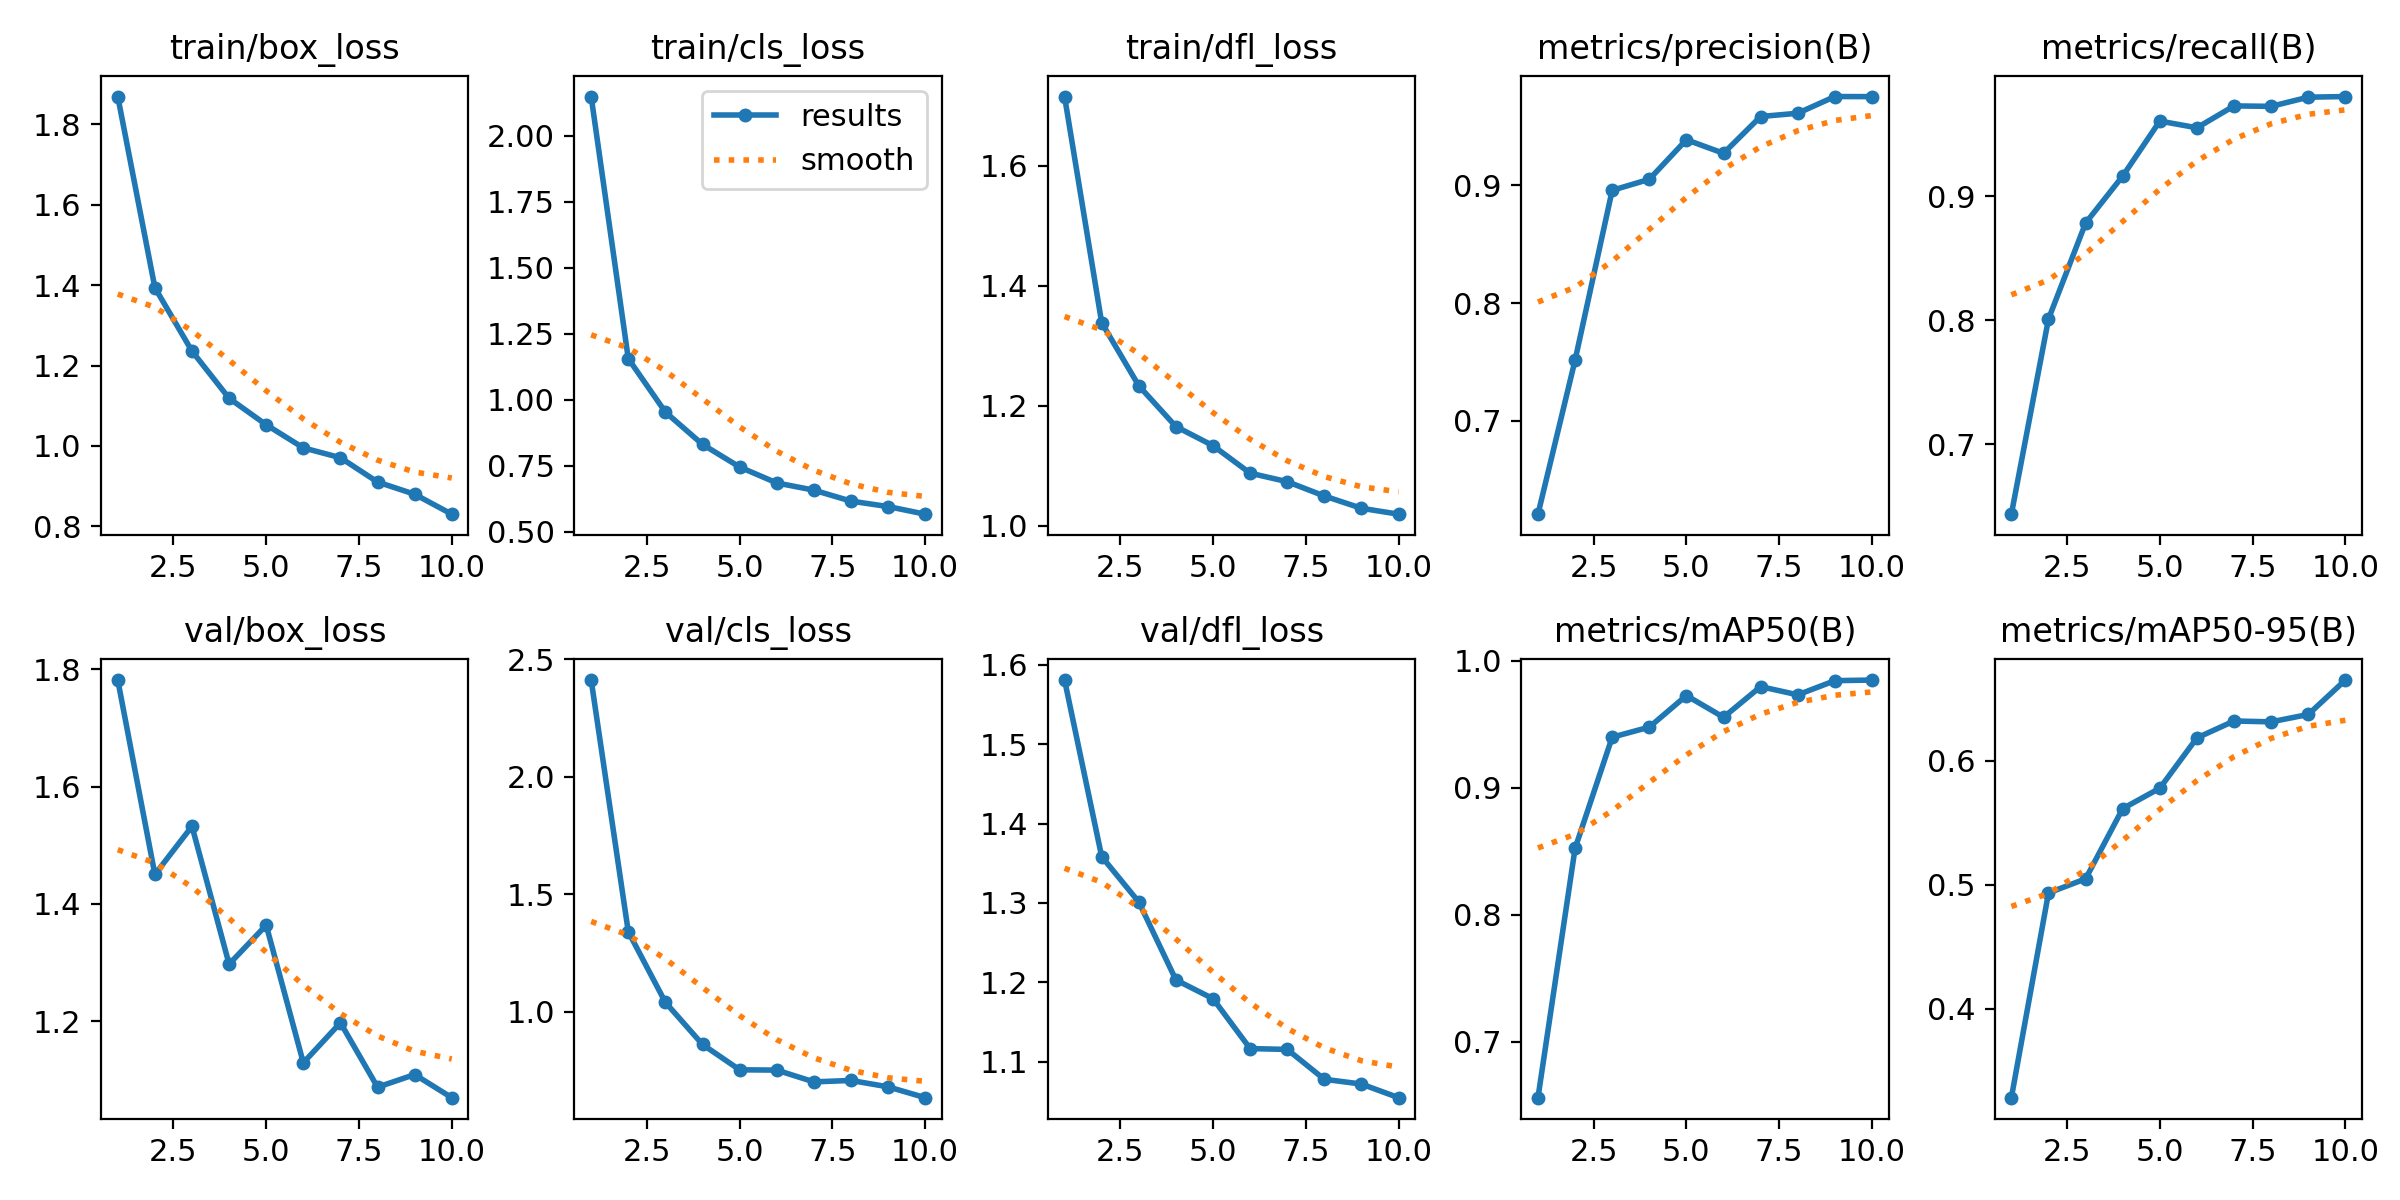 train/box_loss
train/cls_loss
train/dfl_loss
metrics/precision(B)
metrics/recall(B)
results
smooth
1.8
1.6
1.4
1.2
1.0
0.8
2.5 5.0 7.5 10.0
2.00
1.75
1.50
1.25
1.00
0.75
0.50
2.5 5.0 7.5 10.0
1.6
1.4
1.2
1.0
2.5 5.0 7.5 10.0
0.9
0.8
0.7
2.5 5.0 7.5 10.0
0.9
0.8
0.7
2.5 5.0 7.5 10.0
val/box_loss
val/cls_loss
val/dfl_loss
metrics/mAP50(B)
metrics/mAP50-95(B)
1.8
1.6
1.4
1.2
2.5 5.0 7.5 10.0
2.5
2.0
1.5
1.0
2.5 5.0 7.5 10.0
1.6
1.5
1.4
1.3
1.2
1.1
2.5 5.0 7.5 10.0
1.0
0.9
0.8
0.7
2.5 5.0 7.5 10.0
0.6
0.5
0.4
2.5 5.0 7.5 10.0